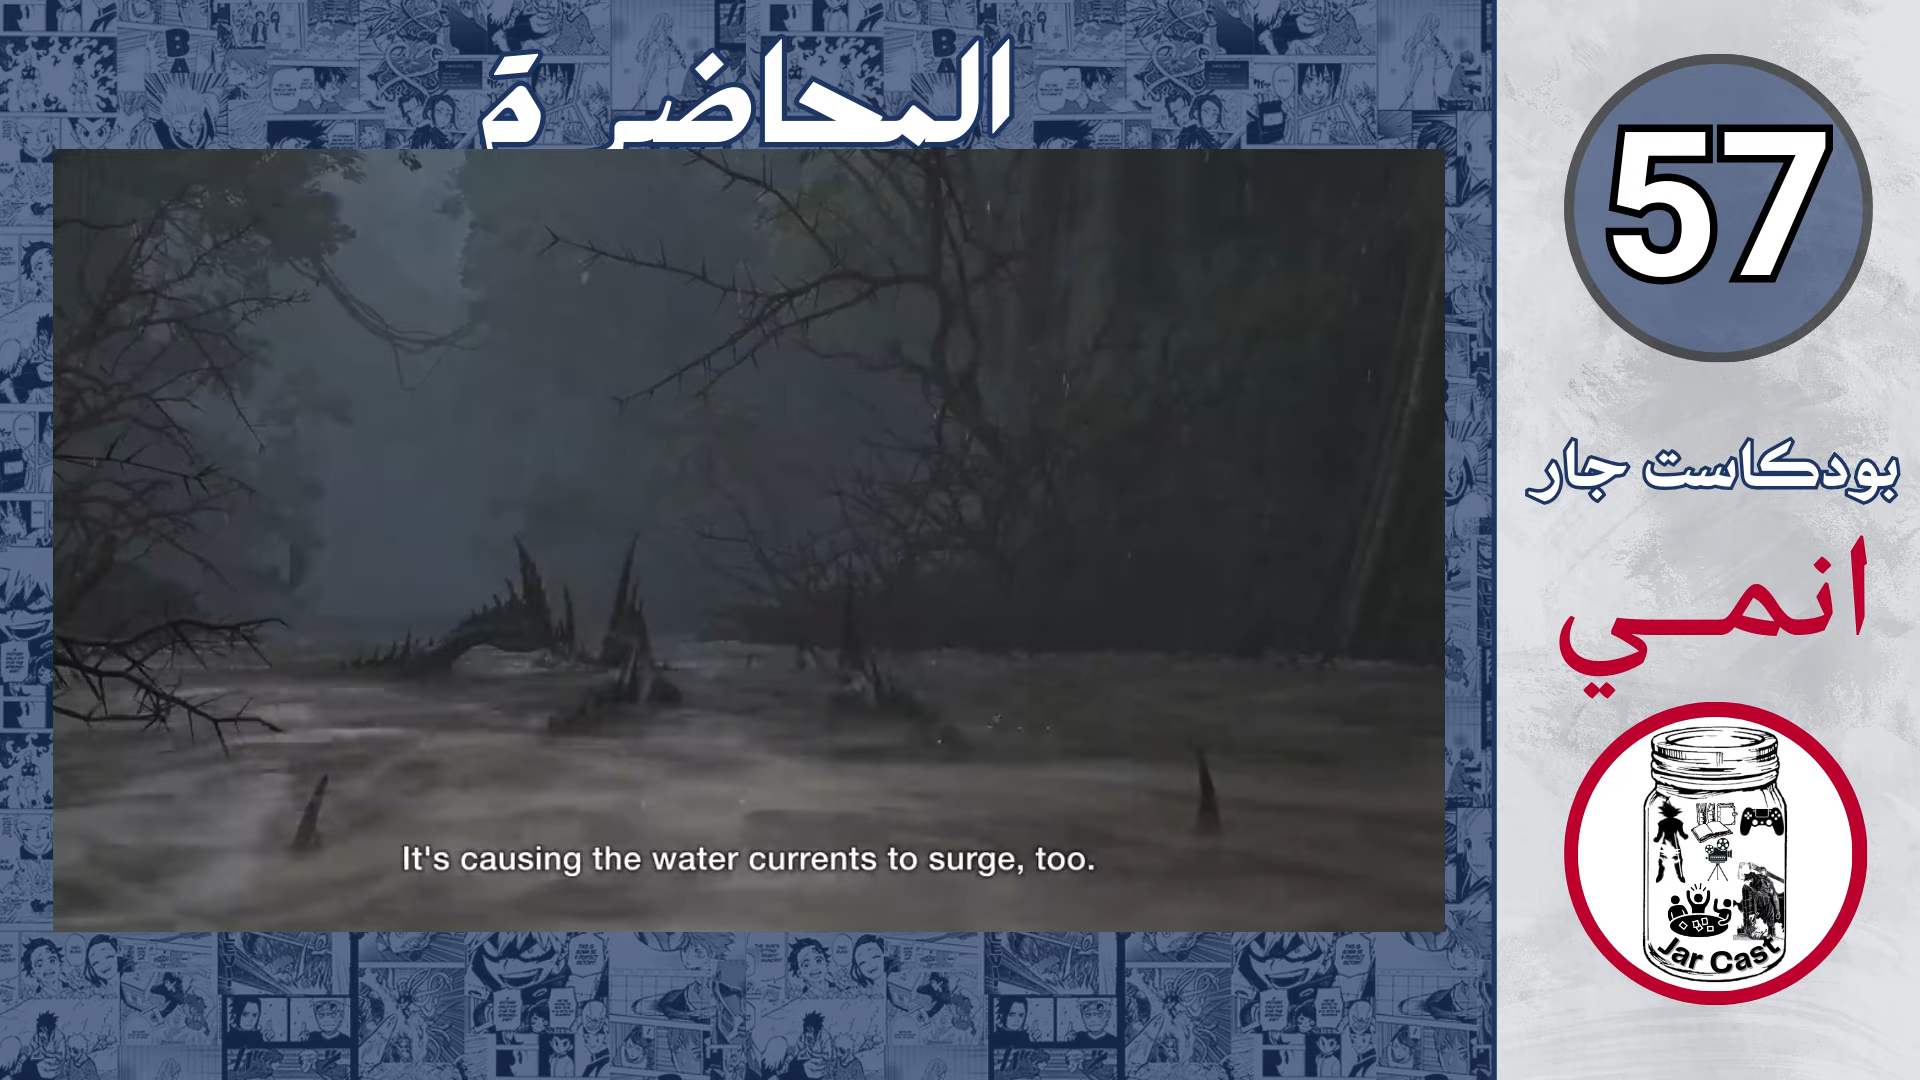 المحاضرة
It's causing the water currents to surge, too.
57
بودكاست جار
انمي
Jar Cast